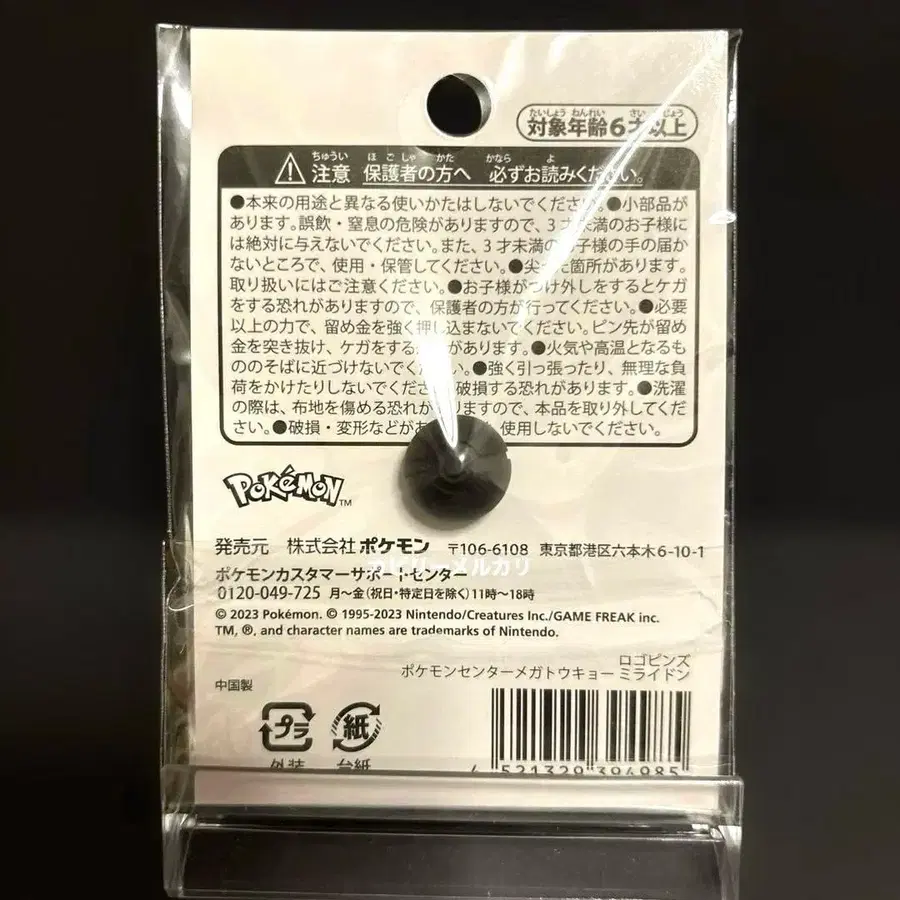 たいしょうねんれい さいいじょう
対象年齢6才以上
ちゅうい ほごしゃ かた かなら よ
注意 保護者の方へ 必ずお読みください。
●本来の用途と異なる使いかたはしないでください。●小部品が
あります。誤飲・窒息の危険がありますので、3才未満のお子様に
は絶対に与えないでください。また、3才未満のお子様の手の届か
ないところで、使用・保管してください。●尖った箇所があります。
取り扱いにはご注意ください。●お子様がつけ外しをするとケガ
をする恐れがありますので、保護者の方が行ってください。●必要
以上の力で、留め金を強く押し込まないでください。ピン先が留め
金を突き抜け、ケガをする があります。●火気や高温となるも
ののそばに近づけないでください。●強く引っ張ったり、無理な負
荷をかけたりしないでください 破損する恐れがあります。●洗濯
の際は、布地を傷める恐れがありますので、本品を取り外してくだ
さい。●破損・変形などがあ 使用しないでください。
POKéMON TM
発売元 株式会社 ポケモン 〒106-6108 東京都港区六本木6-10-1
ポケモンカスタマーサポートセンター
0120-049-725 月～金(祝日・特定日を除く)11時～18時
© 2023 Pokémon. © 1995-2023 Nintendo/Creatures Inc./GAME FREAK inc.
TM, ®, and character names are trademarks of Nintendo.
ロゴピンズ
ポケモンセンターメガトウキョー ミライドン
中国製
プラ 紙
外装 台紙
4 521329 394985